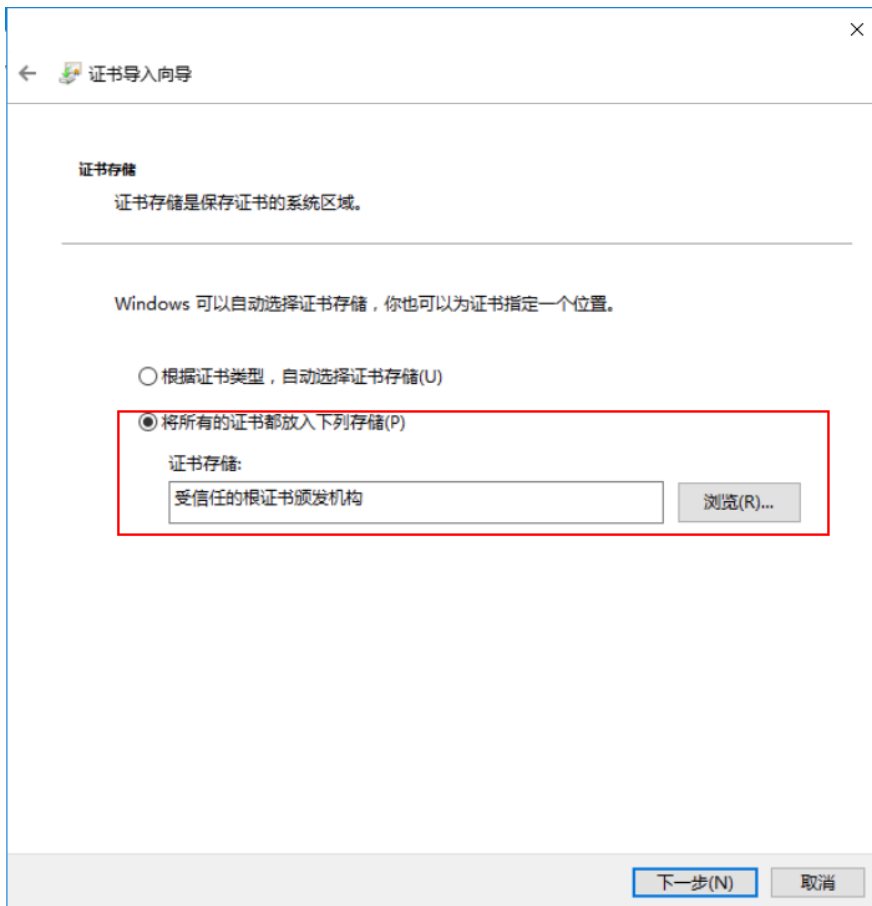 证书导入向导
证书存储
证书存储是保存证书的系统区域。
Windows 可以自动选择证书存储，你也可以为证书指定一个位置。
根据证书类型，自动选择证书存储(U)
将所有的证书都放入下列存储(P)
证书存储:
受信任的根证书颁发机构
浏览(R)...
下一步(N)
取消